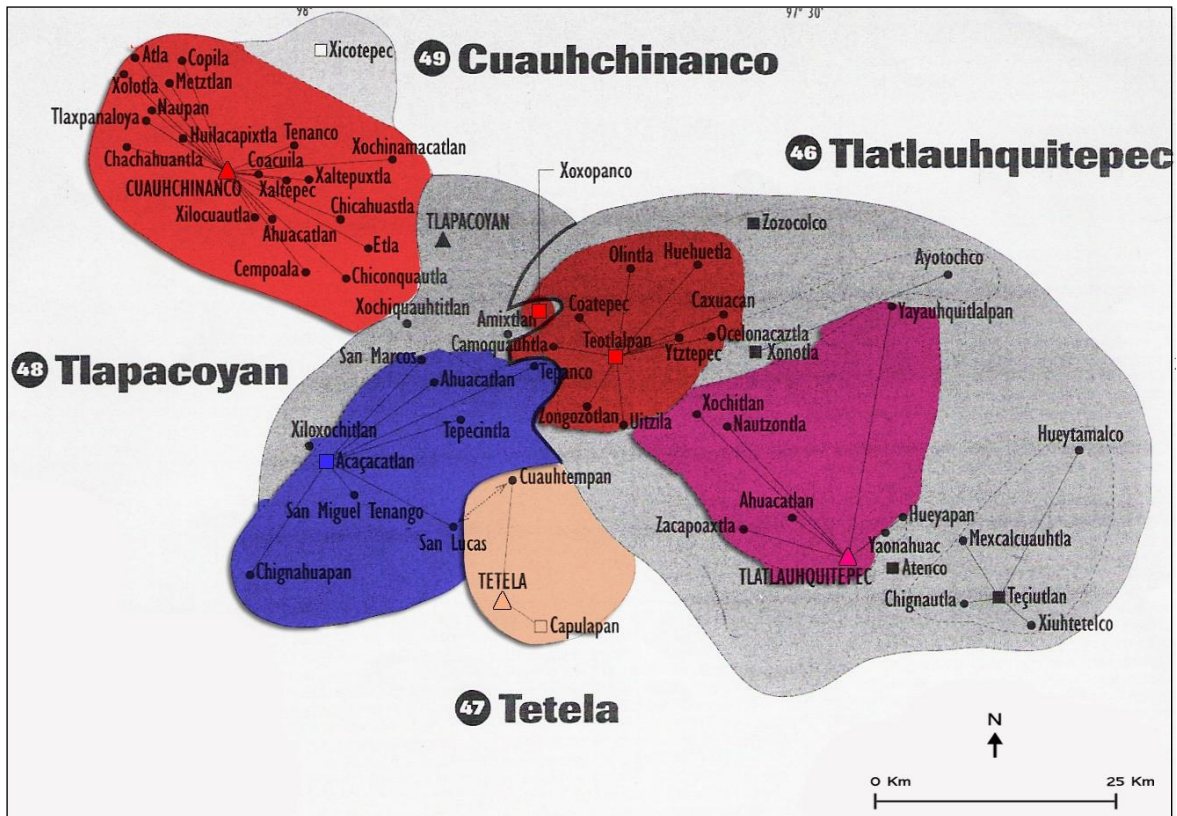 98°
97° 30'
Atla
Copila
Xicotepec
49 Cuauhchinanco
Xolotla
Metztlan
Naupan
Tlaxpanaloya
Huilacapixtla
Tenanco
Xochinamacatlan
46 Tlatlauhquitepec
Chachahuantla
Coacuila
Xoxopanco
CUAUHCHINANCO
Xaltepec
Xaltepuxtla
Chicahuastla
Xilocuautla
Ahuacatlan
TLAPACOYAN
Zozocolco
Etla
Olintla
Huehuetla
Ayotochco
Cempoala
Chiconquautla
Coatepec
Caxuacan
Xochiquauhtitlan
Yayauhquitlalpan
Amixtlan
Teotlalpan
Ocelonacaztla
Camoquauhtla
Ytztepec
Xonotla
San Marcos
48 Tlapacoyan
Tepanco
Ahuacatlan
Zongozotlan
Uitzila
Xochitlan
Nautzontla
Xiloxochitlan
Tepecintla
Hueytamalco
Acaçacatlan
Cuauhtempan
San Miguel Tenango
Ahuacatlan
Hueyapan
Zacapoaxtla
San Lucas
Yaonahuac
Mexcalcuauhtla
Chignahuapan
TETELA
TLATLAUHQUITEPEC
Atenco
Chignautla
Teçiutlan
Capulapan
Xiuhtetelco
47 Tetela
N
0 Km
25 Km